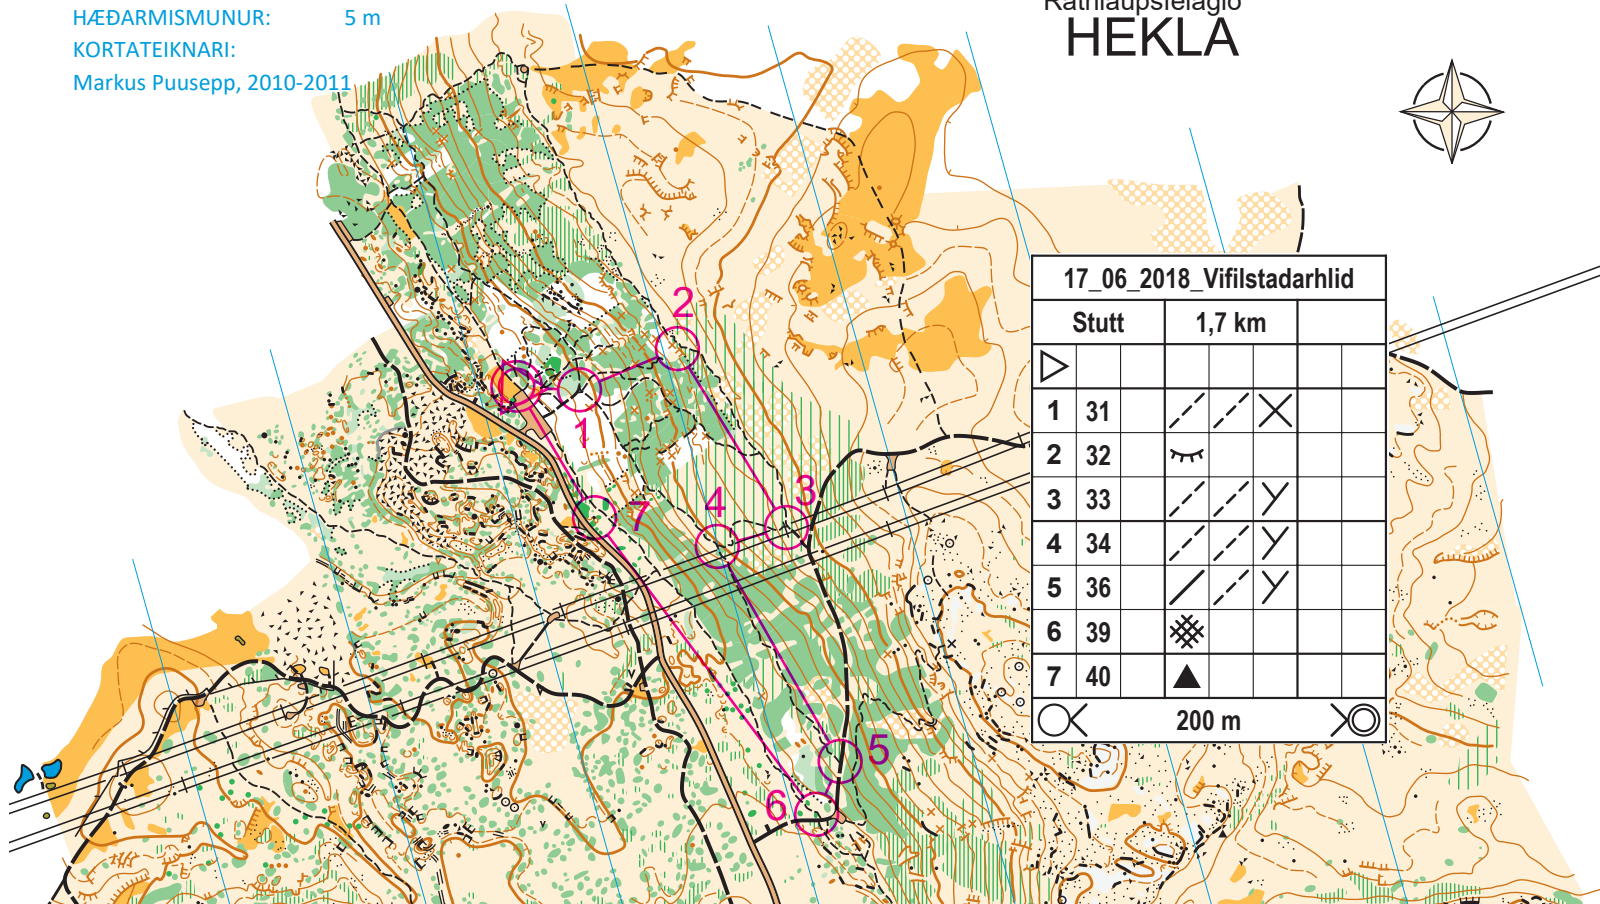 HÆÐARMISMUNUR: 5 m
KORTATEIKNARI:
Markus Puusepp, 2010-2011
HEKLA
17_06_2018_Vifilstadarhlid
Stutt 1,7 km
1 31
2 32
3 33
4 34
5 36
6 39
7 40
200 m
1
2
3
4
5
6
7